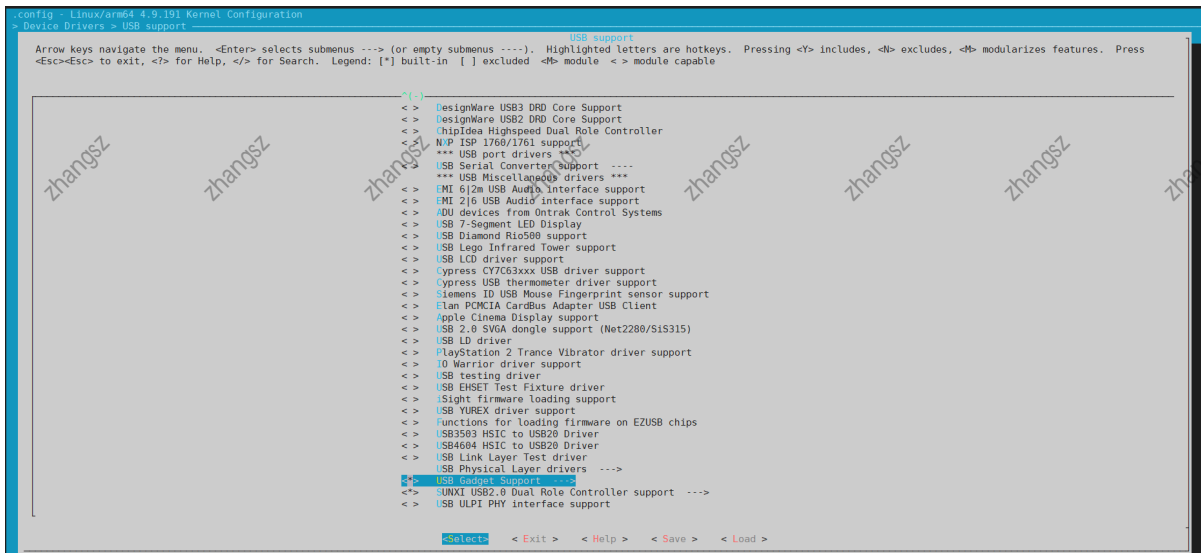 .config - Linux/arm64 4.9.191 Kernel Configuration
> Device Drivers > USB support
USB support
Arrow keys navigate the menu. <Enter> selects submenus ---> (or empty submenus ----). Highlighted letters are hotkeys. Pressing <Y> includes, <N> excludes, <M> modularizes features. Press
<Esc><Esc> to exit, <?> for Help, </> for Search. Legend: [*] built-in [ ] excluded <M> module < > module capable
^(-)
< > DesignWare USB3 DRD Core Support
< > DesignWare USB2 DRD Core Support
< > ChipIdea Highspeed Dual Role Controller
< > NXP ISP 1760/1761 support
*** USB port drivers ***
< > USB Serial Converter support ----
*** USB Miscellaneous drivers ***
< > EMI 6|2m USB Audio interface support
< > EMI 2|6 USB Audio interface support
< > ADU devices from Ontrak Control Systems
< > USB 7-Segment LED Display
< > USB Diamond Rio500 support
< > USB Lego Infrared Tower support
< > USB LCD driver support
< > Cypress CY7C63xxx USB driver support
< > Cypress USB thermometer driver support
< > Siemens ID USB Mouse Fingerprint sensor support
< > Elan PCMCIA CardBus Adapter USB Client
< > Apple Cinema Display support
< > USB 2.0 SVGA dongle support (Net2280/SiS315)
< > USB LD driver
< > PlayStation 2 Trance Vibrator driver support
< > IO Warrior driver support
< > USB testing driver
< > USB EHSET Test Fixture driver
< > iSight firmware loading support
< > USB YUREX driver support
< > Functions for loading firmware on EZUSB chips
< > USB3503 HSIC to USB20 Driver
< > USB4604 HSIC to USB20 Driver
< > USB Link Layer Test driver
USB Physical Layer drivers --->
<*> USB Gadget Support --->
<*> SUNXI USB2.0 Dual Role Controller support --->
< > USB ULPI PHY interface support
<Select> < Exit > < Help > < Save > < Load >
zhangsz zhangsz zhangsz zhangsz zhangsz zhangsz zhangsz zha